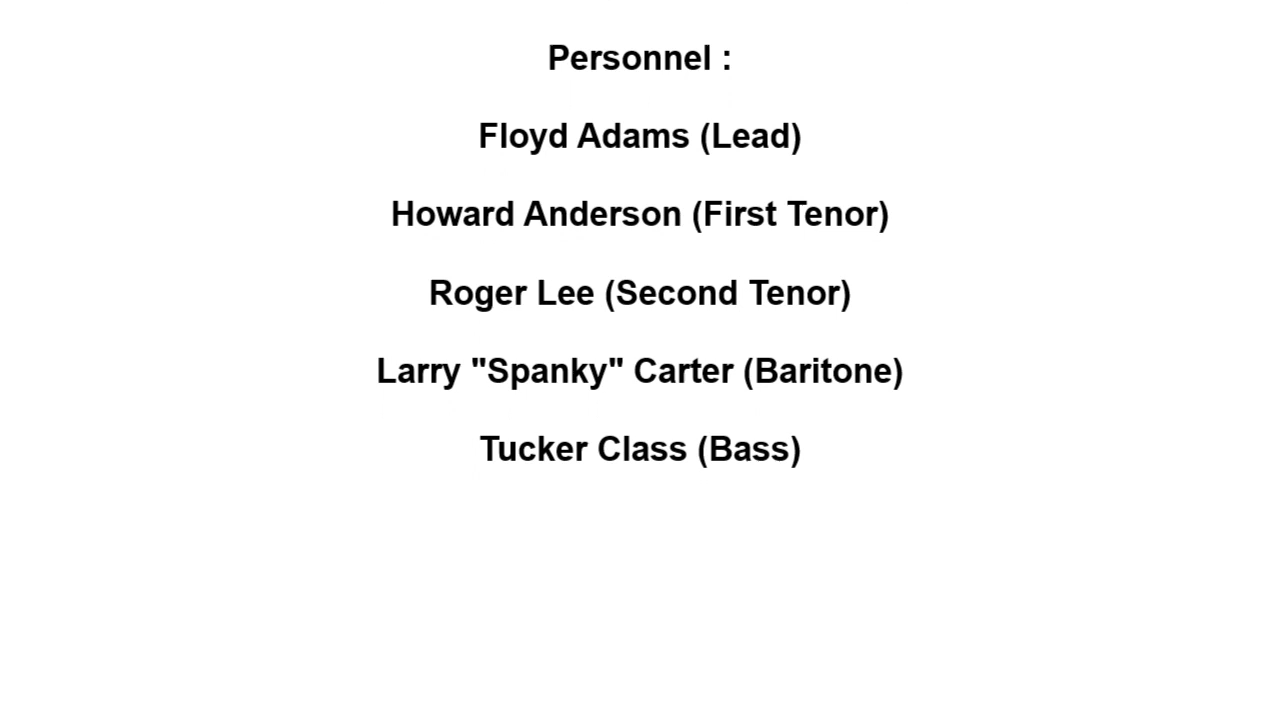 Personnel :
Floyd Adams (Lead)
Howard Anderson (First Tenor)
Roger Lee (Second Tenor)
Larry "Spanky" Carter (Baritone)
Tucker Class (Bass)